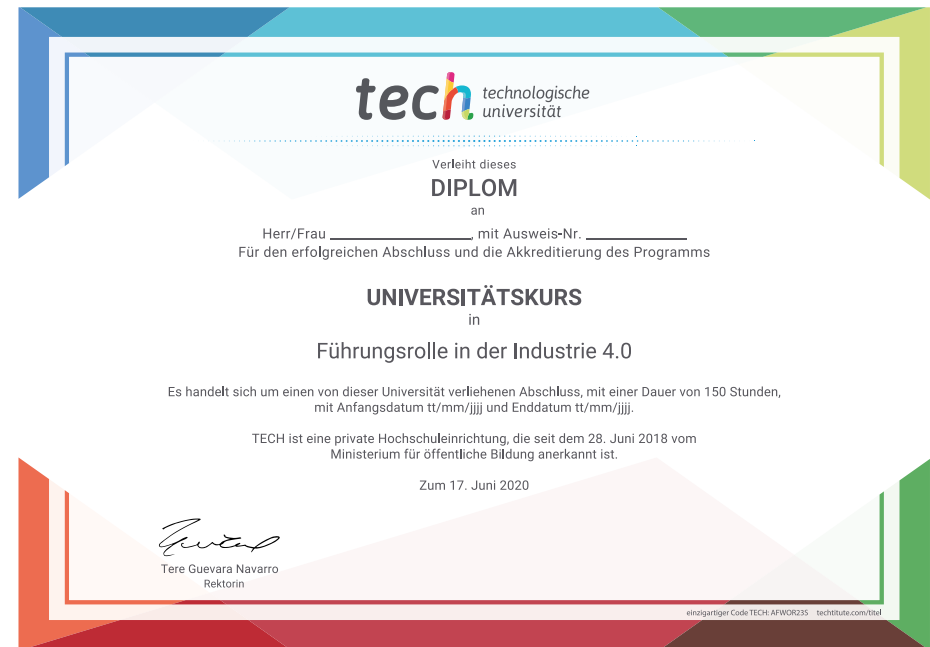 tech technologische
universität
Verleiht dieses
DIPLOM
an
Herr/Frau ____________________, mit Ausweis-Nr. ______________
Für den erfolgreichen Abschluss und die Akkreditierung des Programms
UNIVERSITÄTSKURS
in
Führungsrolle in der Industrie 4.0
Es handelt sich um einen von dieser Universität verliehenen Abschluss, mit einer Dauer von 150 Stunden,
mit Anfangsdatum tt/mm/jjjj und Enddatum tt/mm/jjjj.
TECH ist eine private Hochschuleinrichtung, die seit dem 28. Juni 2018 vom
Ministerium für öffentliche Bildung anerkannt ist.
Zum 17. Juni 2020
Tere Guevara Navarro
Rektorin
einzigartiger Code TECH: AFWOR23S techtitute.com/titel